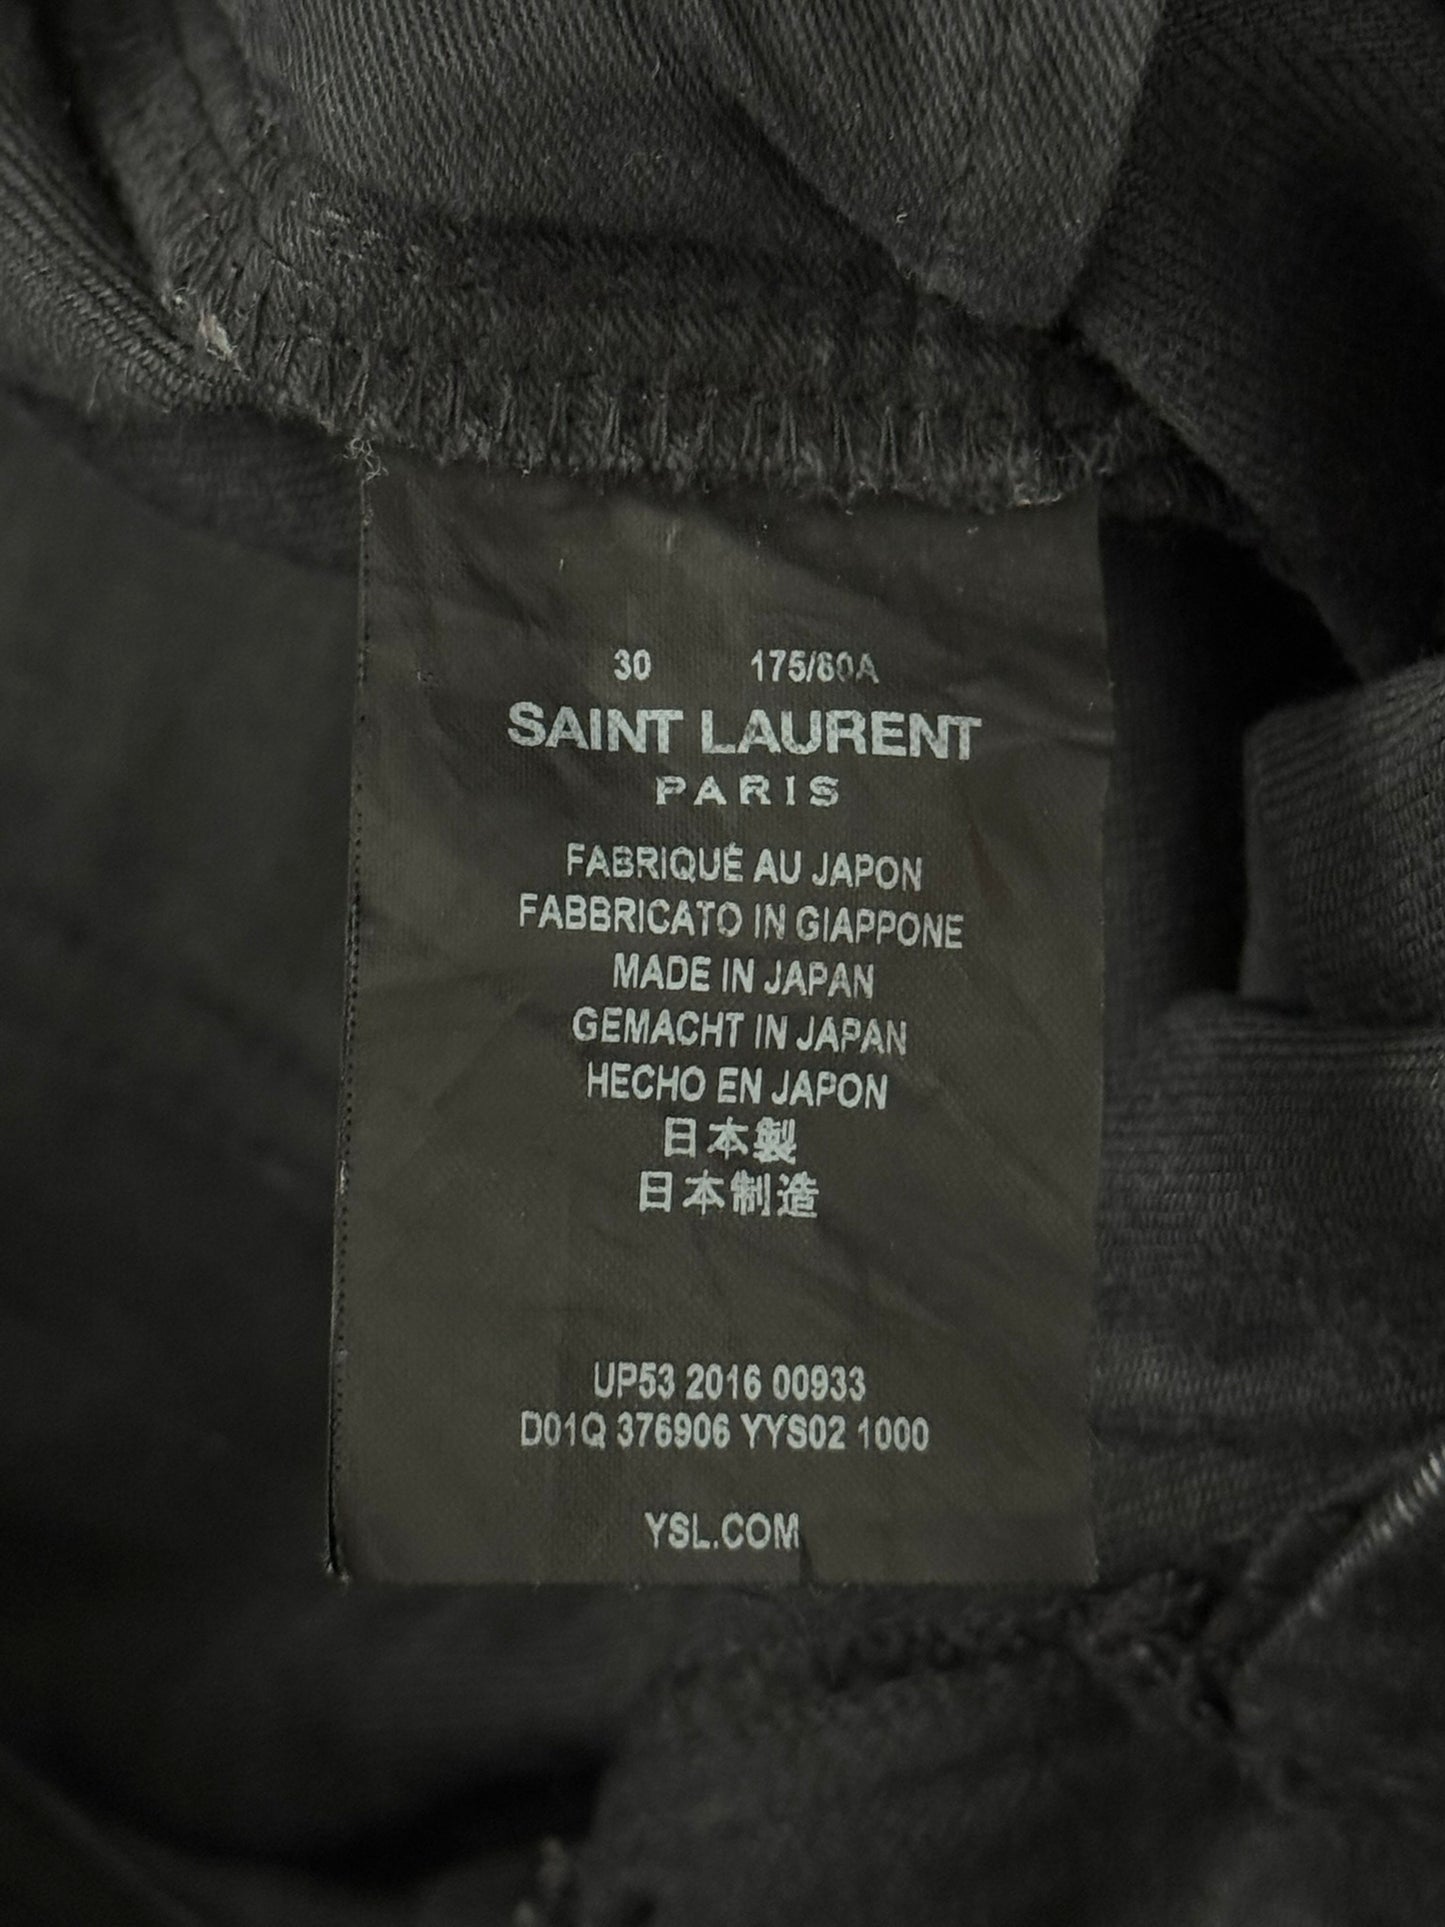 30 175/60A
SAINT LAURENT
PARIS
FABRIQUÉ AU JAPON
FABBRICATO IN GIAPPONE
MADE IN JAPAN
GEMACHT IN JAPAN
HECHO EN JAPON
日本製
日本制造
UP53 2016 00933
D01Q 376906 YYS02 1000
YSL.COM